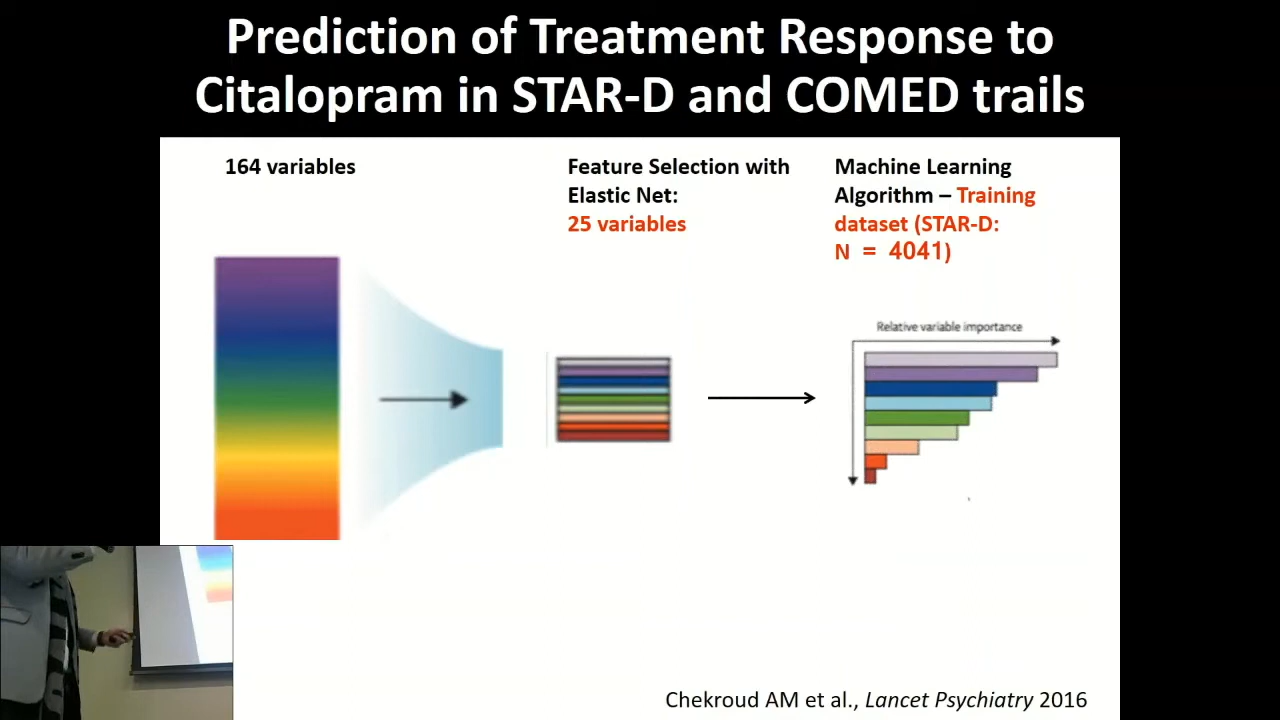 Prediction of Treatment Response to
Citalopram in STAR-D and COMED trails
164 variables
Feature Selection with
Elastic Net:
25 variables
Machine Learning
Algorithm – Training
dataset (STAR-D:
N = 4041)
Relative variable importance
Chekroud AM et al., Lancet Psychiatry 2016